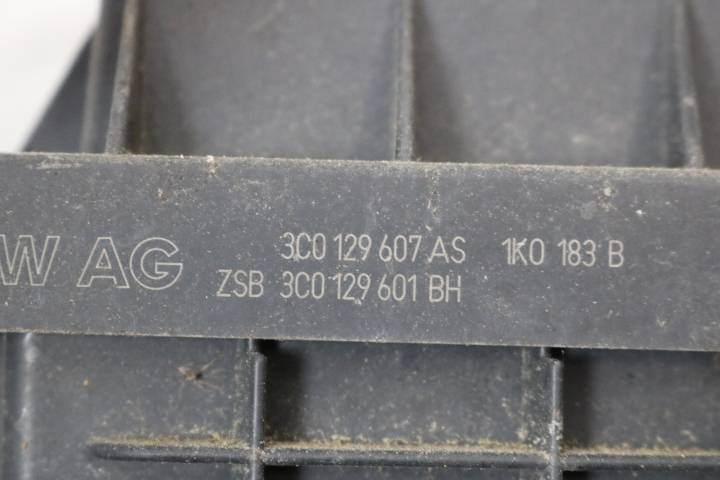 W AG 3C0 129 607 AS 1K0 183 B
ZSB 3C0 129 601 BH